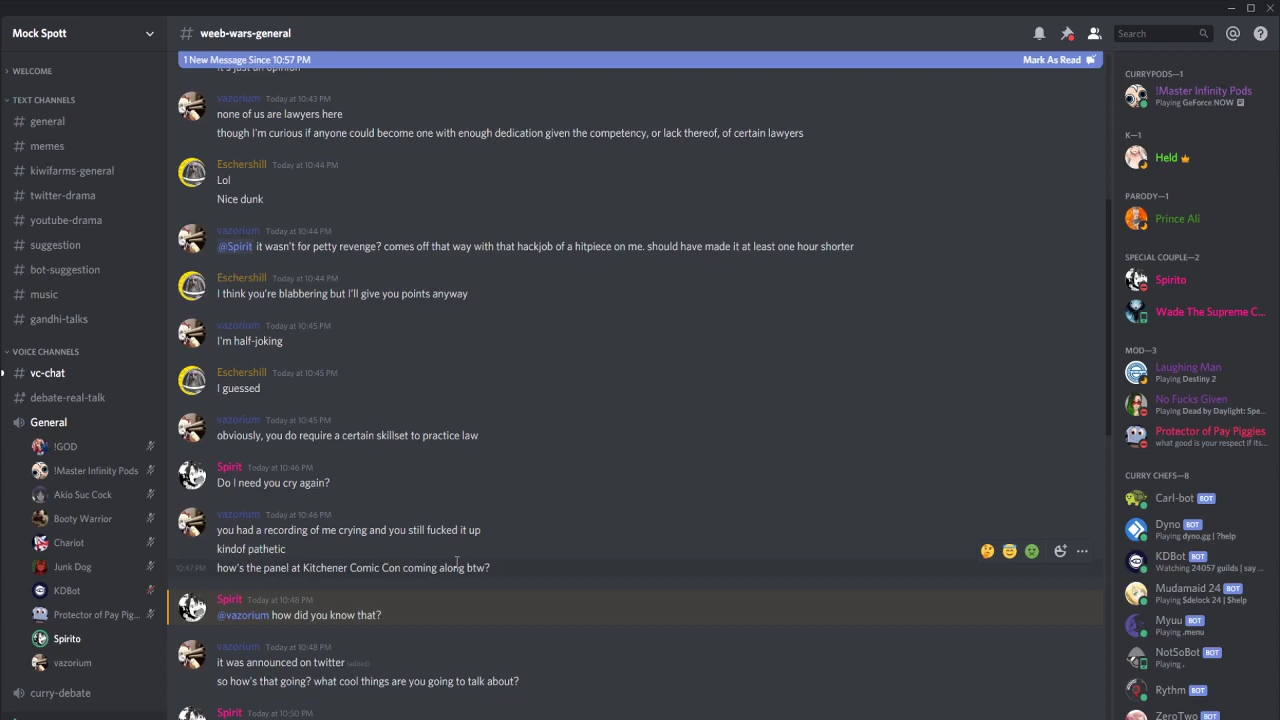 Mock Spott
# weeb-wars-general
Search
1 New Message Since 10:57 PM
Mark As Read
WELCOME
TEXT CHANNELS
# general
# memes
# kiwifarms-general
# twitter-drama
# youtube-drama
# suggestion
# bot-suggestion
# music
# gandhi-talks
VOICE CHANNELS
# vc-chat
# debate-real-talk
General
!GOD
!Master Infinity Pods
Akio Suc Cock
Booty Warrior
Chariot
Junk Dog
KDBot
Protector of Pay Pig...
Spirito
vazorium
curry-debate
it's just an opinion
vazorium Today at 10:43 PM
none of us are lawyers here
though I'm curious if anyone could become one with enough dedication given the competency, or lack thereof, of certain lawyers
Eschershill Today at 10:44 PM
Lol
Nice dunk
vazorium Today at 10:44 PM
@Spirit it wasn't for petty revenge? comes off that way with that hackjob of a hitpiece on me. should have made it at least one hour shorter
Eschershill Today at 10:44 PM
I think you're blabbering but I'll give you points anyway
vazorium Today at 10:45 PM
I'm half-joking
Eschershill Today at 10:45 PM
I guessed
vazorium Today at 10:45 PM
obviously, you do require a certain skillset to practice law
Spirit Today at 10:46 PM
Do I need you cry again?
vazorium Today at 10:46 PM
you had a recording of me crying and you still fucked it up
kindof pathetic
10:47 PM how's the panel at Kitchener Comic Con coming along btw?
Spirit Today at 10:48 PM
@vazorium how did you know that?
vazorium Today at 10:48 PM
it was announced on twitter (edited)
so how's that going? what cool things are you going to talk about?
Spirit Today at 10:50 PM
CURRYPODS—1
!Master Infinity Pods
Playing GeForce NOW
K—1
Held
PARODY—1
Prince Ali
SPECIAL COUPLE—2
Spirito
Wade The Supreme C...
MOD—3
Laughing Man
Playing Destiny 2
No Fucks Given
Playing Dead by Daylight: Spe...
Protector of Pay Piggies
what good is your respect if its...
CURRY CHEFS—8
Carl-bot BOT
Dyno BOT
Playing dyno.gg | ?help
KDBot BOT
Watching 24057 guilds | say ...
Mudamaid 24 BOT
Playing $delock 24 | $help
Myuu BOT
Playing .menu
NotSoBot BOT
Playing .
Rythm BOT
ZeroTwo BOT